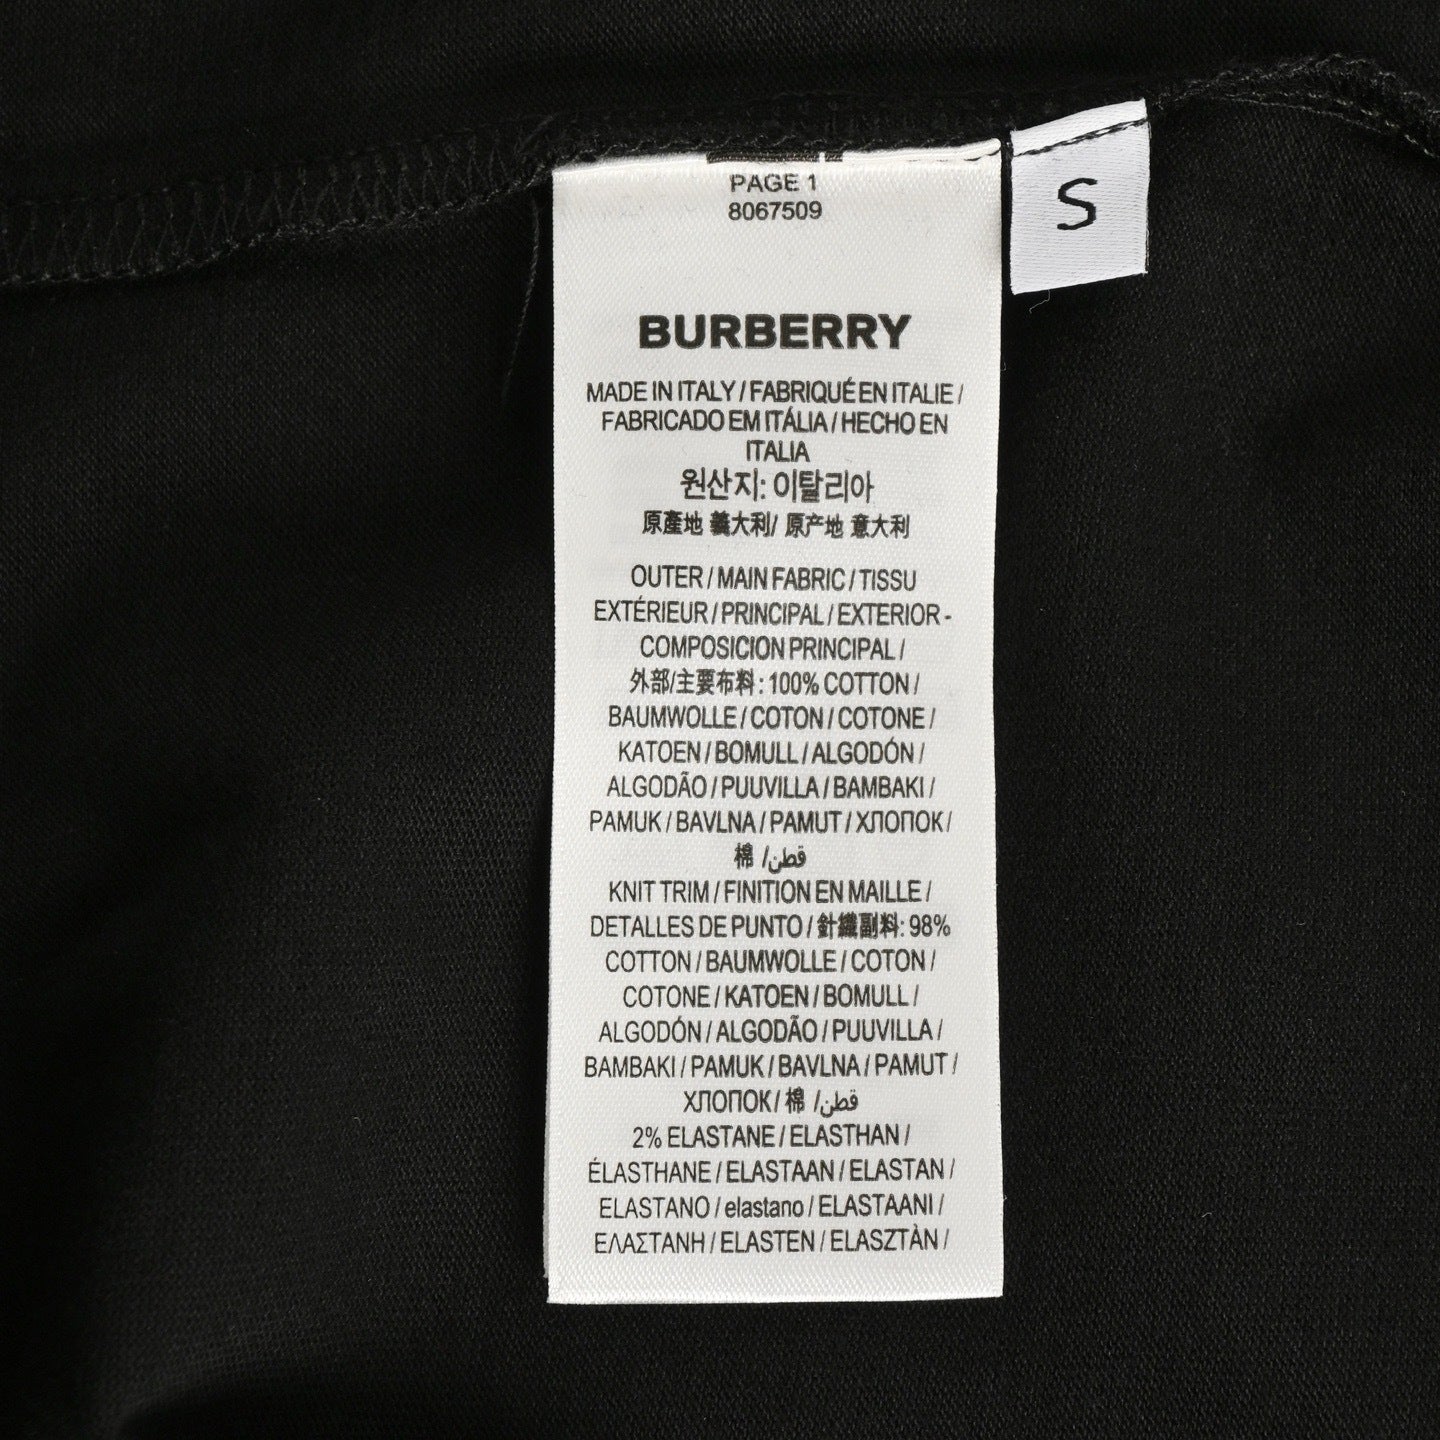 PAGE 1
8067509
S
BURBERRY
MADE IN ITALY / FABRIQUÉ EN ITALIE /
FABRICADO EM ITÁLIA / HECHO EN
ITALIA
원산지: 이탈리아
原產地 義大利/ 原产地 意大利
OUTER / MAIN FABRIC / TISSU
EXTÉRIEUR / PRINCIPAL / EXTERIOR -
COMPOSICION PRINCIPAL /
外部/主要布料: 100% COTTON /
BAUMWOLLE / COTON / COTONE /
KATOEN / BOMULL / ALGODÓN /
ALGODÃO / PUUVILLA / BAMBAKI /
PAMUK / BAVLNA / PAMUT / ХЛОПОК /
棉 /قطن
KNIT TRIM / FINITION EN MAILLE /
DETALLES DE PUNTO / 針織副料: 98%
COTTON / BAUMWOLLE / COTON /
COTONE / KATOEN / BOMULL /
ALGODÓN / ALGODÃO / PUUVILLA /
BAMBAKI / PAMUK / BAVLNA / PAMUT /
ХЛОПОК / 棉 /قطن
2% ELASTANE / ELASTHAN /
ÉLASTHANE / ELASTAAN / ELASTAN /
ELASTANO / elastano / ELASTAANI /
ΕΛΑΣΤΑΝΗ / ELASTEN / ELASZTÀN /